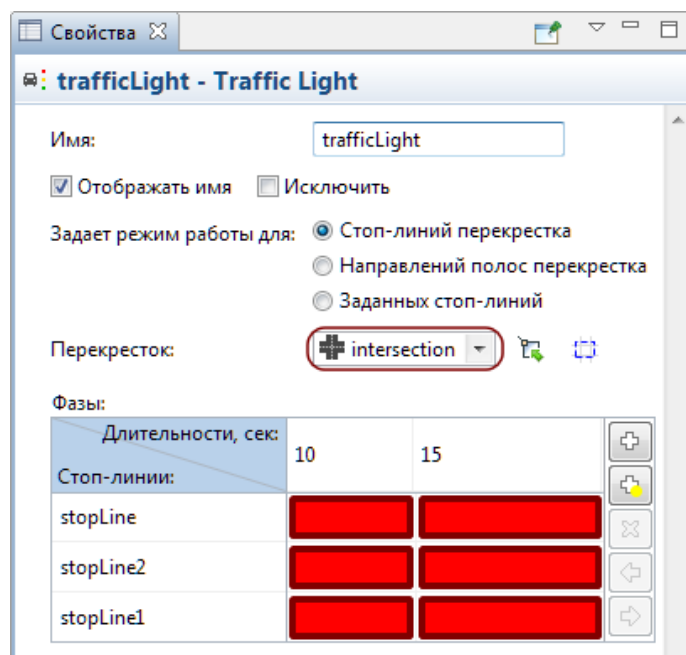 Свойства
trafficLight - Traffic Light
Имя: trafficLight
Отображать имя Исключить
Задает режим работы для: Стоп-линий перекрестка
Направлений полос перекрестка
Заданных стоп-линий
Перекресток: intersection
Фазы:
Длительности, сек: 10 15
Стоп-линии:
stopLine
stopLine2
stopLine1